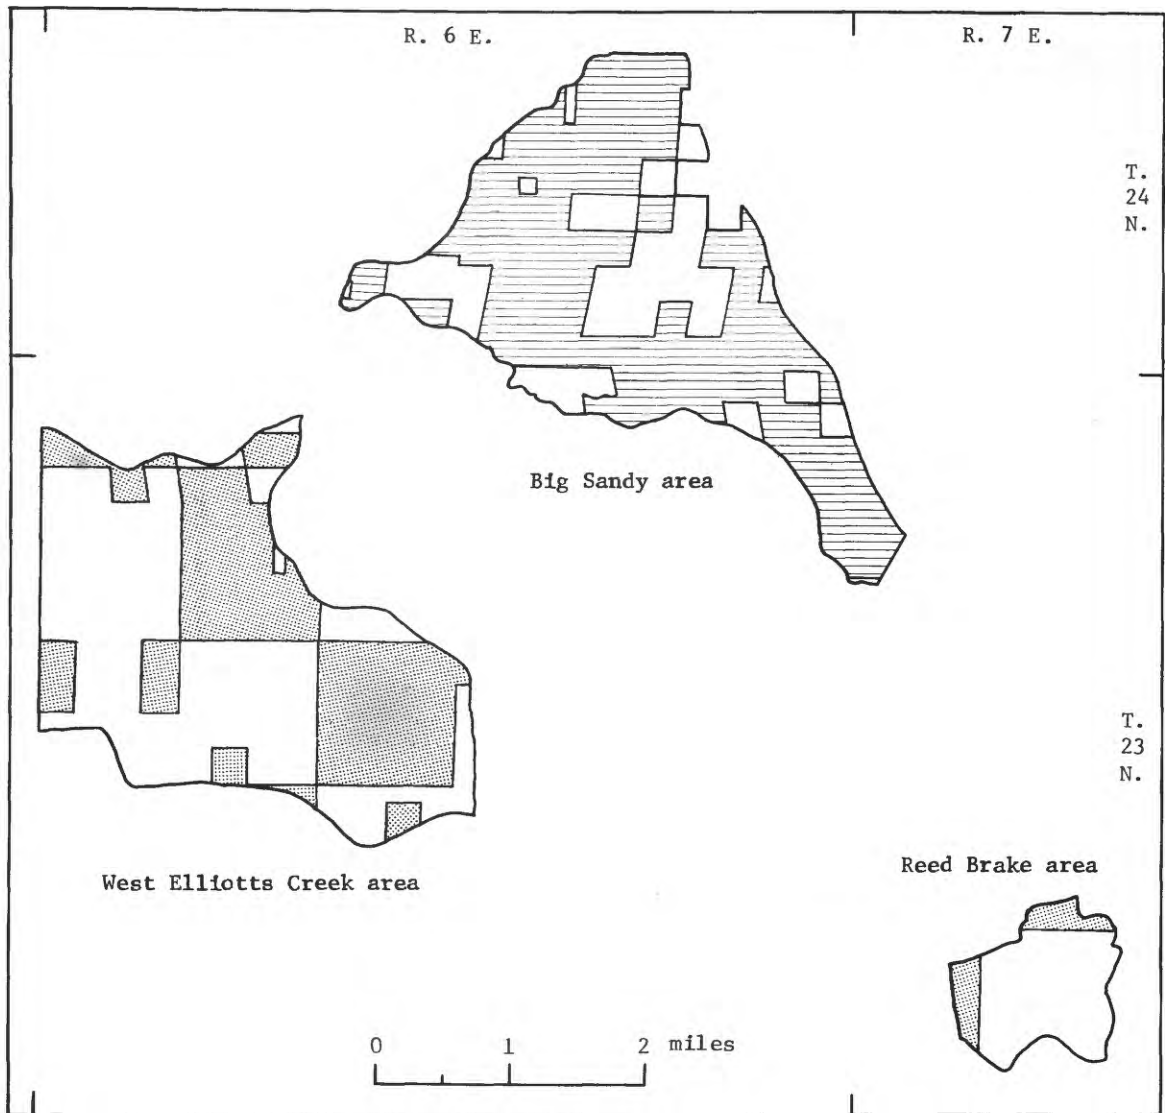 R. 6 E. R. 7 E.
T.
24
N.
Big Sandy area
T.
23
N.
Reed Brake area
West Elliotts Creek area
0 1 2 miles